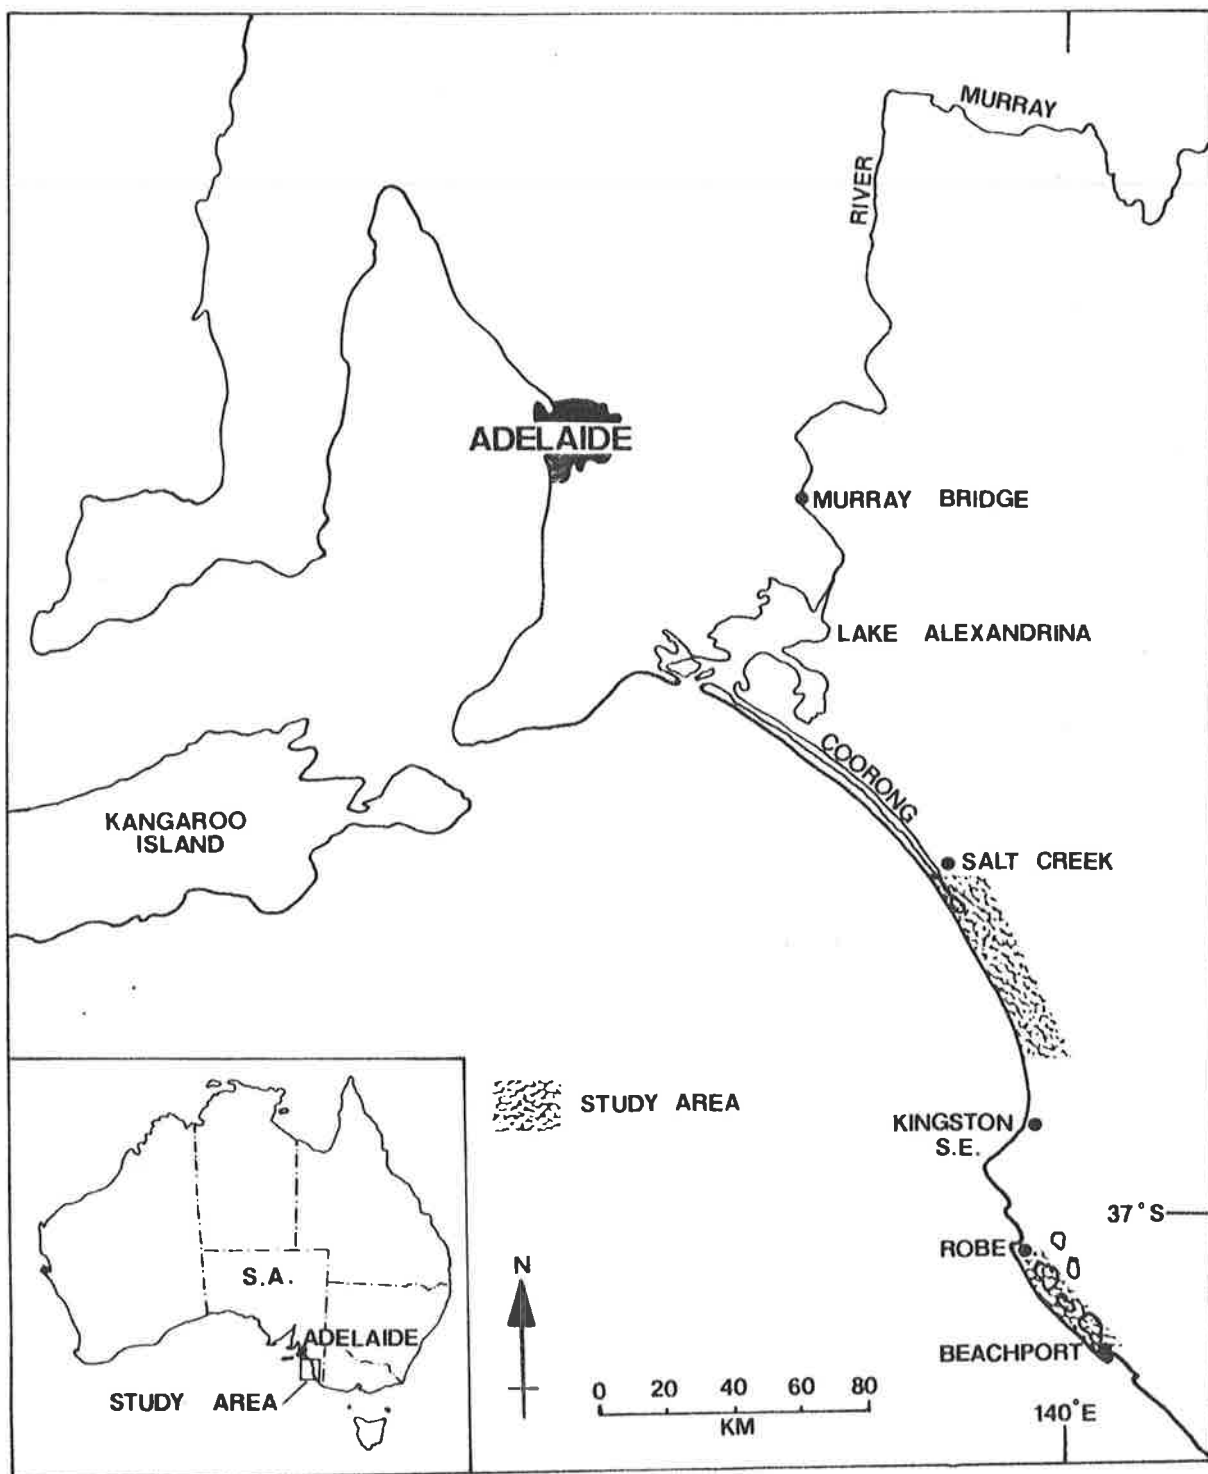 MURRAY
RIVER
ADELAIDE
MURRAY BRIDGE
LAKE ALEXANDRINA
COORONG
KANGAROO
ISLAND
SALT CREEK
STUDY AREA
KINGSTON
S.E.
37°S
ROBE
N
S.A.
ADELAIDE
BEACHPORT
STUDY AREA
0 20 40 60 80
KM
140°E